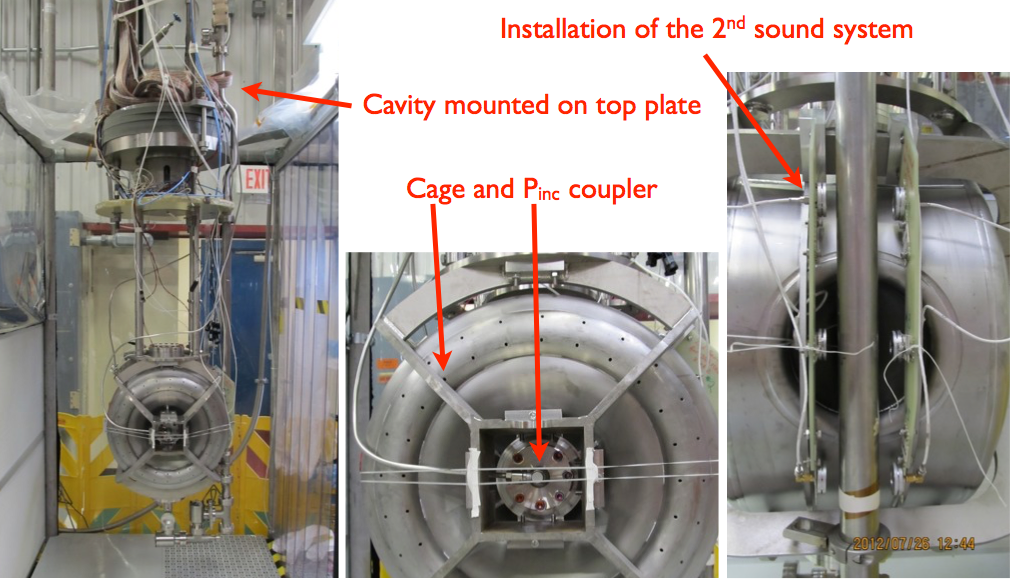 Installation of the 2nd sound system
Cavity mounted on top plate
Cage and Pinc coupler
EXI
2012/07/26 12:44